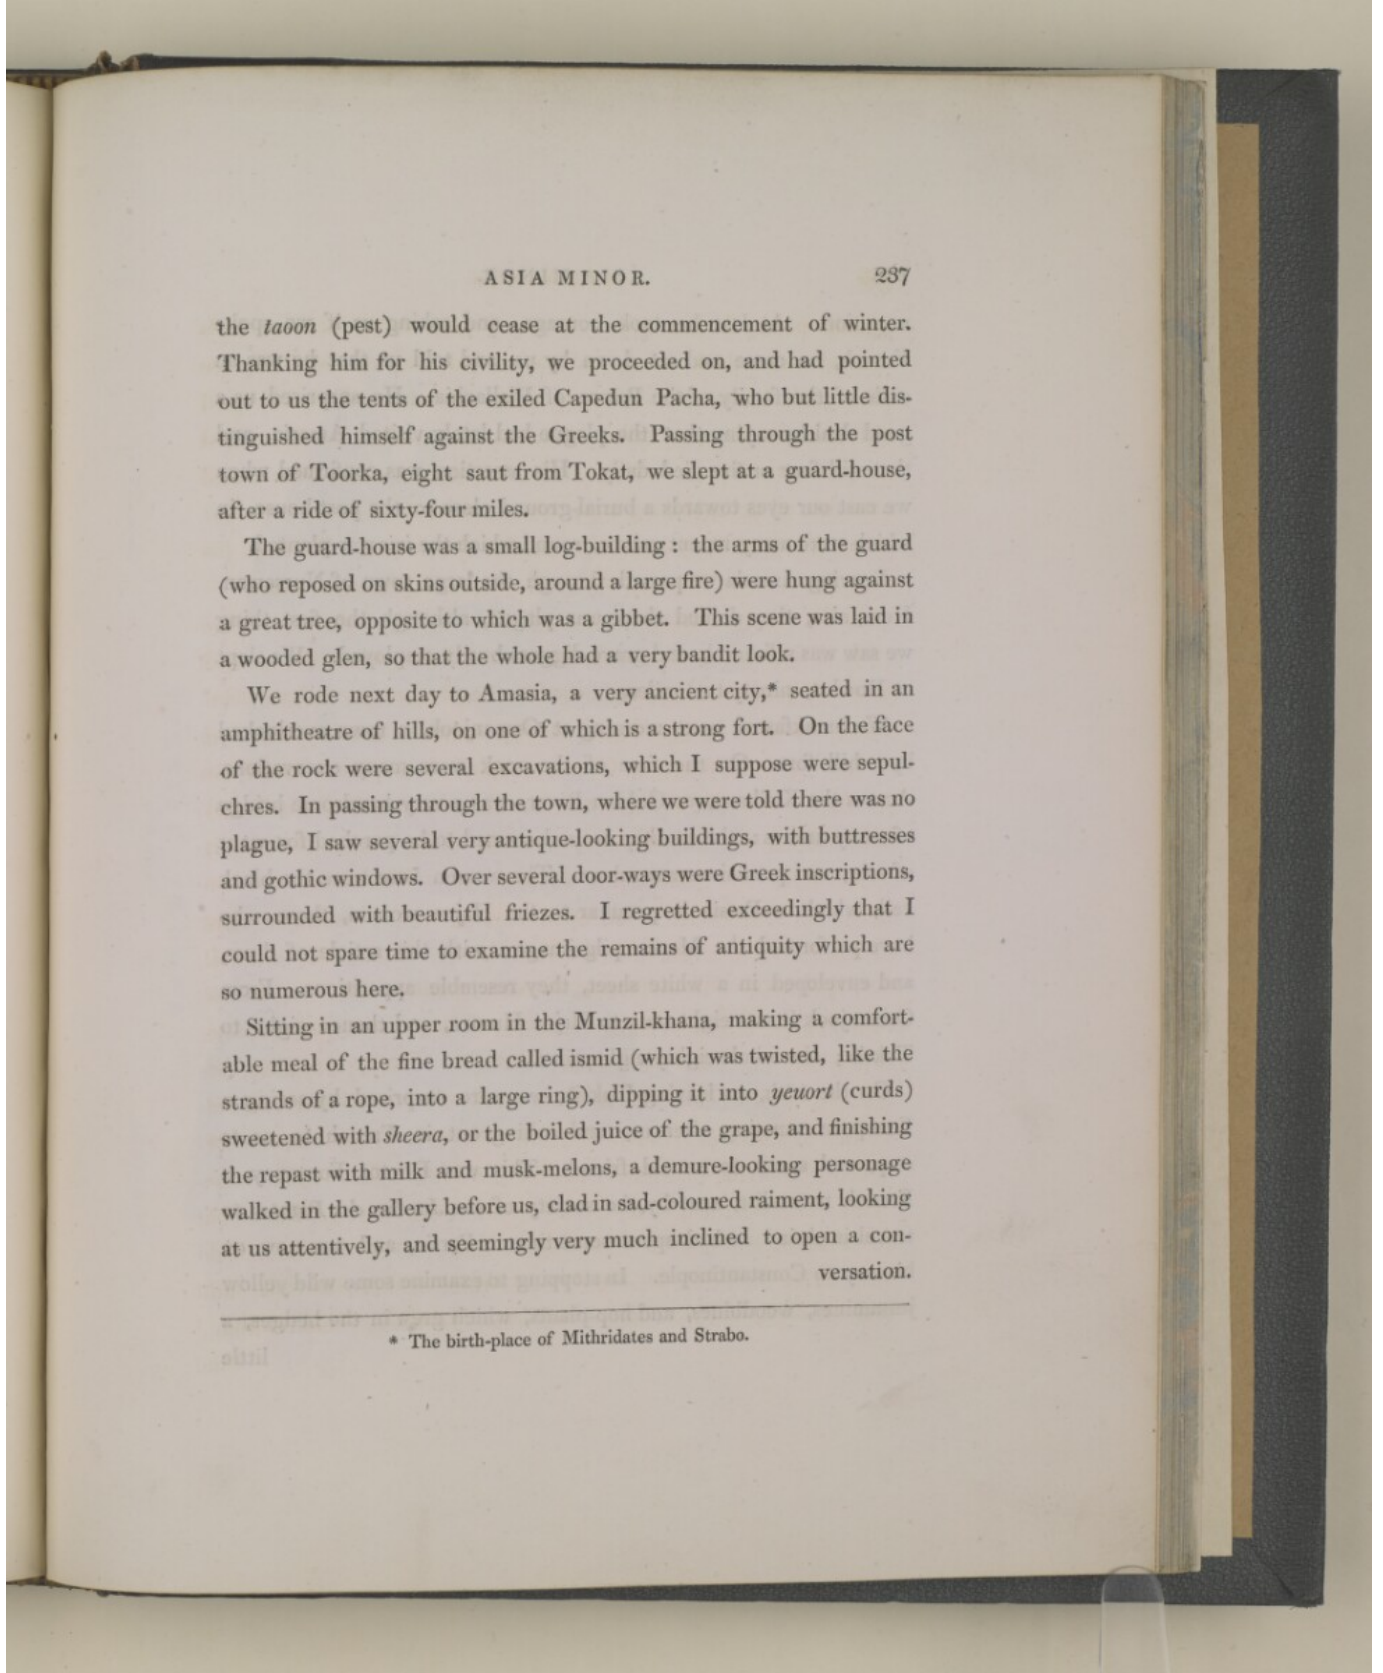 ASIA MINOR. 237
the taoon (pest) would cease at the commencement of winter.
Thanking him for his civility, we proceeded on, and had pointed
out to us the tents of the exiled Capedun Pacha, who but little dis-
tinguished himself against the Greeks. Passing through the post
town of Toorka, eight saut from Tokat, we slept at a guard-house,
after a ride of sixty-four miles.
The guard-house was a small log-building: the arms of the guard
(who reposed on skins outside, around a large fire) were hung against
a great tree, opposite to which was a gibbet. This scene was laid in
a wooded glen, so that the whole had a very bandit look.
We rode next day to Amasia, a very ancient city,* seated in an
amphitheatre of hills, on one of which is a strong fort. On the face
of the rock were several excavations, which I suppose were sepul-
chres. In passing through the town, where we were told there was no
plague, I saw several very antique-looking buildings, with buttresses
and gothic windows. Over several door-ways were Greek inscriptions,
surrounded with beautiful friezes. I regretted exceedingly that I
could not spare time to examine the remains of antiquity which are
so numerous here.
Sitting in an upper room in the Munzil-khana, making a comfort-
able meal of the fine bread called ismid (which was twisted, like the
strands of a rope, into a large ring), dipping it into yeuort (curds)
sweetened with sheera, or the boiled juice of the grape, and finishing
the repast with milk and musk-melons, a demure-looking personage
walked in the gallery before us, clad in sad-coloured raiment, looking
at us attentively, and seemingly very much inclined to open a con-
versation.
* The birth-place of Mithridates and Strabo.